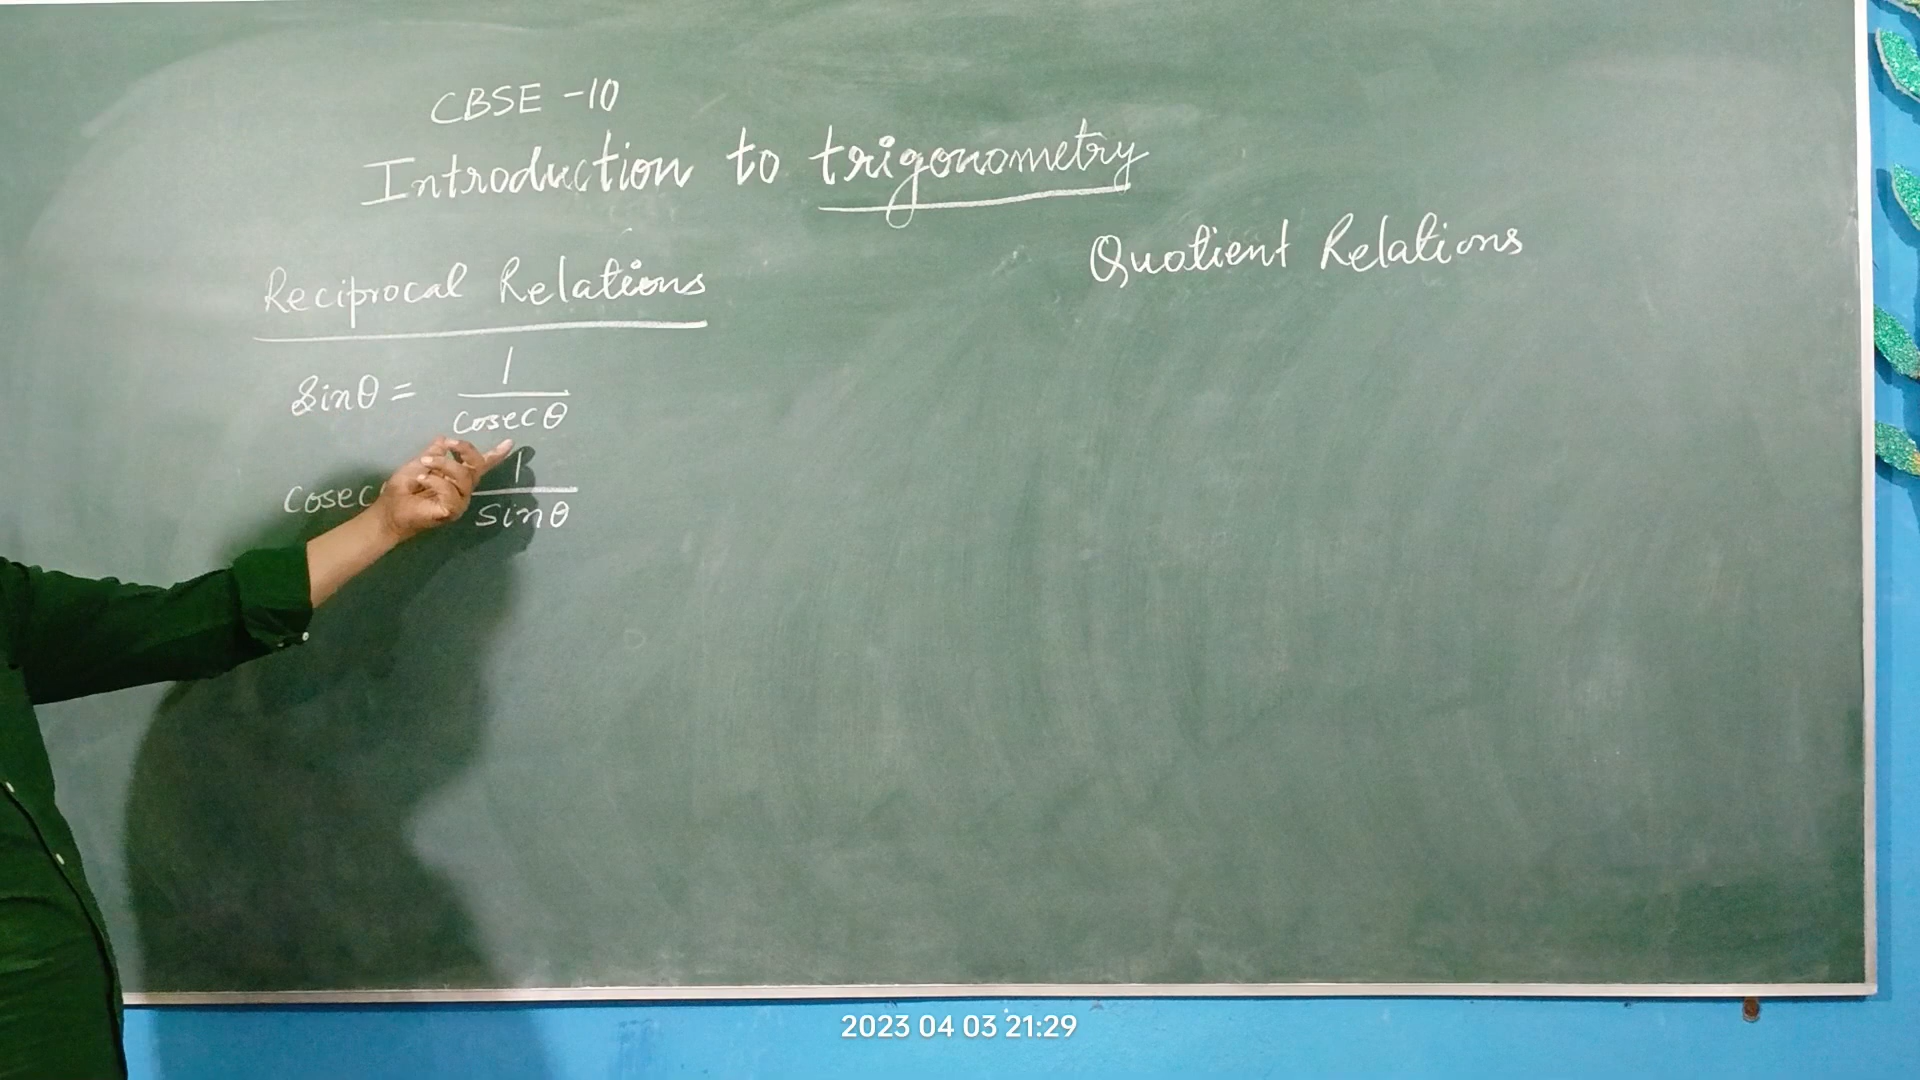 CBSE -10
Introduction to trigonometry
Reciprocal Relations
Sinθ = 1/cosecθ
cosec 1/sinθ
Quotient Relations
2023 04 03 21:29